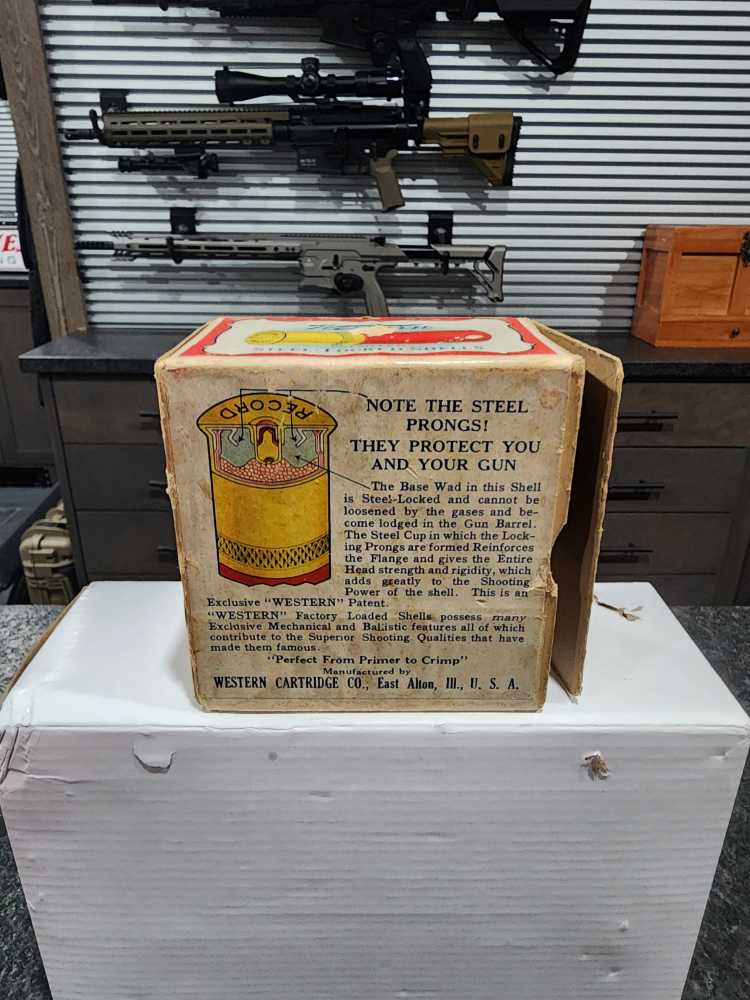 STEEL LOCKED SHELLS
RECORD
NOTE THE STEEL
PRONGS!
THEY PROTECT YOU
AND YOUR GUN
The Base Wad in this Shell
is Steel-Locked and cannot be
loosened by the gases and be-
come lodged in the Gun Barrel.
The Steel Cup in which the Lock-
ing Prongs are formed Reinforces
the Flange and gives the Entire
Head strength and rigidity, which
adds greatly to the Shooting
Power of the shell. This is an
Exclusive "WESTERN" Patent.
"WESTERN" Factory Loaded Shells possess many
Exclusive Mechanical and Ballistic features all of which
contribute to the Superior Shooting Qualities that have
made them famous.
"Perfect From Primer to Crimp"
Manufactured by
WESTERN CARTRIDGE CO., East Alton, Ill., U. S. A.